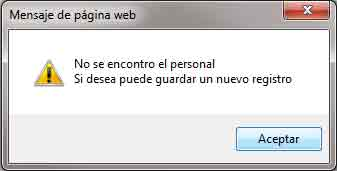 Mensaje de página web
No se encontro el personal
Si desea puede guardar un nuevo registro
Aceptar